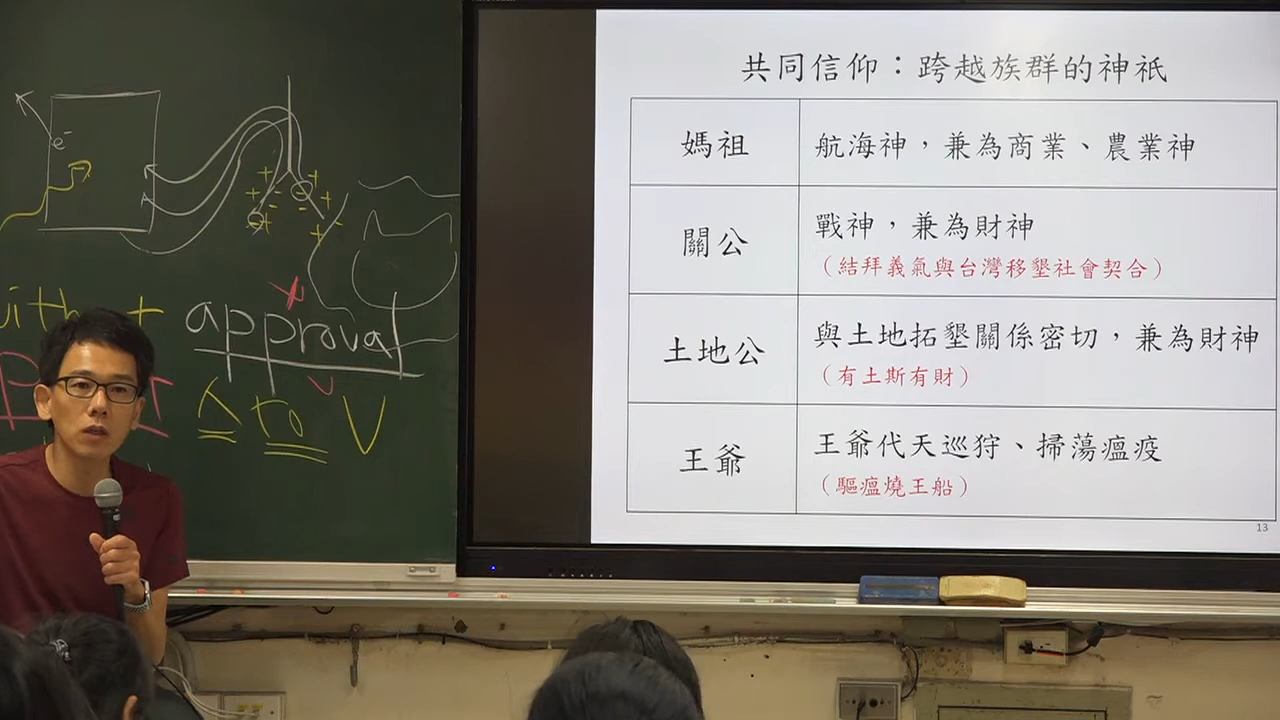 e⁻
approval
to V
共同信仰：跨越族群的神祇
媽祖
航海神，兼為商業、農業神
關公
戰神，兼為財神
（結拜義氣與台灣移墾社會契合）
土地公
與土地拓墾關係密切，兼為財神
（有土斯有財）
王爺
王爺代天巡狩、掃蕩瘟疫
（驅瘟燒王船）
13